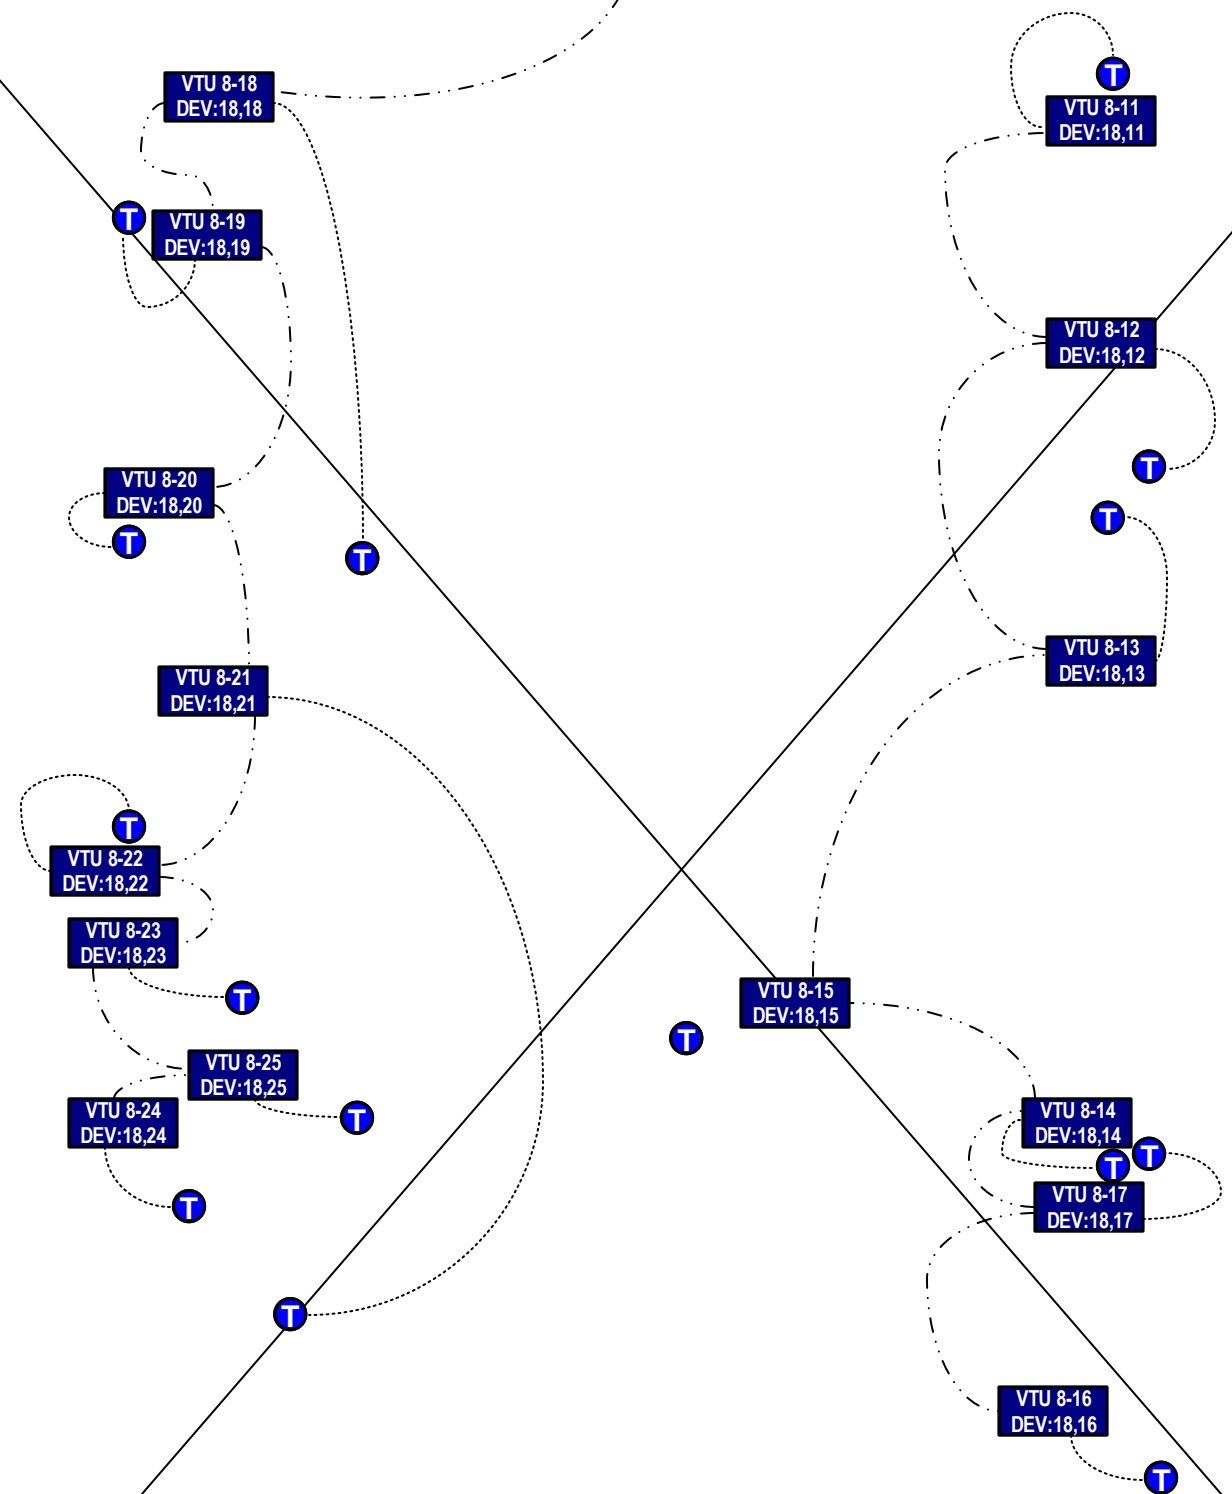 VTU 8-18
DEV:18,18
T
VTU 8-11
DEV:18,11
T
VTU 8-19
DEV:18,19
VTU 8-12
DEV:18,12
T
VTU 8-20
DEV:18,20
T
T
T
VTU 8-13
DEV:18,13
VTU 8-21
DEV:18,21
T
VTU 8-22
DEV:18,22
VTU 8-23
DEV:18,23
T
VTU 8-15
DEV:18,15
T
VTU 8-25
DEV:18,25
T
VTU 8-24
DEV:18,24
VTU 8-14
DEV:18,14
T
T
VTU 8-17
DEV:18,17
T
T
VTU 8-16
DEV:18,16
T